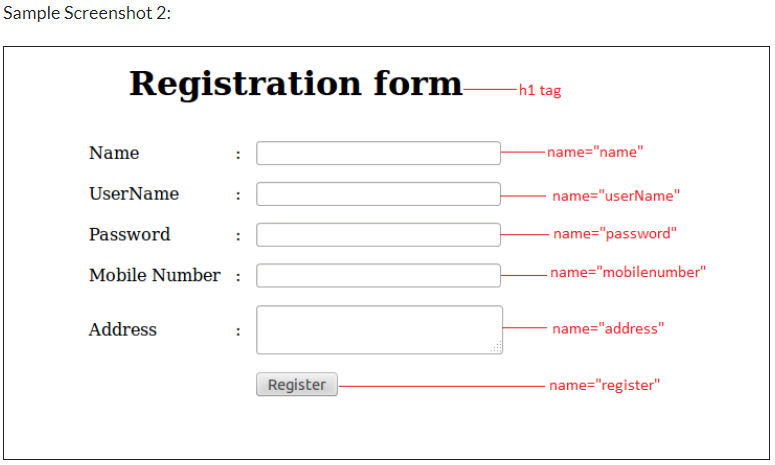 Sample Screenshot 2:
Registration form h1 tag
Name : name="name"
UserName : name="userName"
Password : name="password"
Mobile Number : name="mobilenumber"
Address : name="address"
Register name="register"